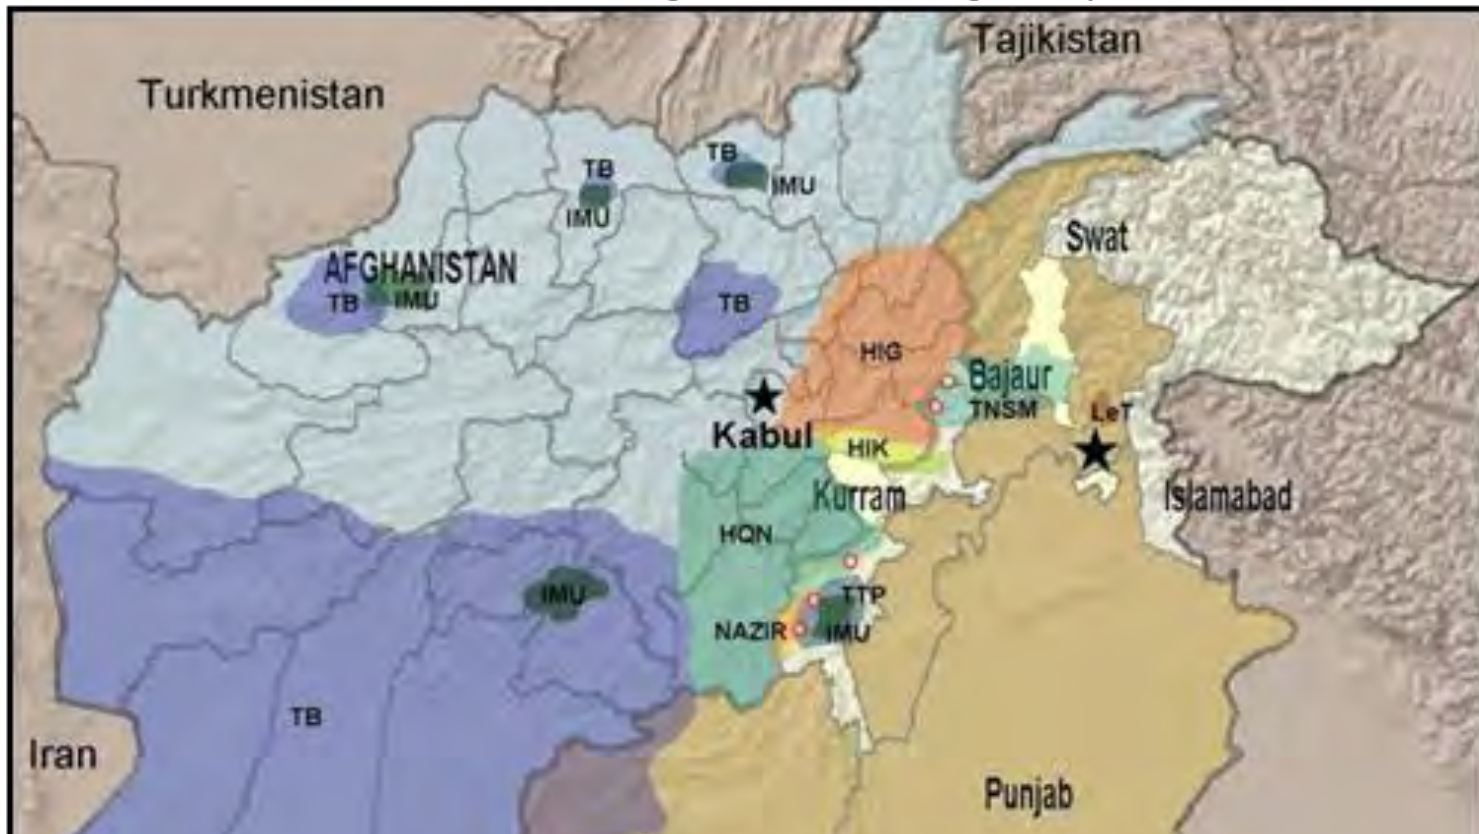 Tajikistan
Turkmenistan
TB
IMU
TB
IMU
Swat
AFGHANISTAN
TB
IMU
TB
HIG
Bajaur
TNSM
LeT
Kabul
HIK
Kurram
Islamabad
HQN
IMU
TTP
NAZIR
IMU
TB
Iran
Punjab